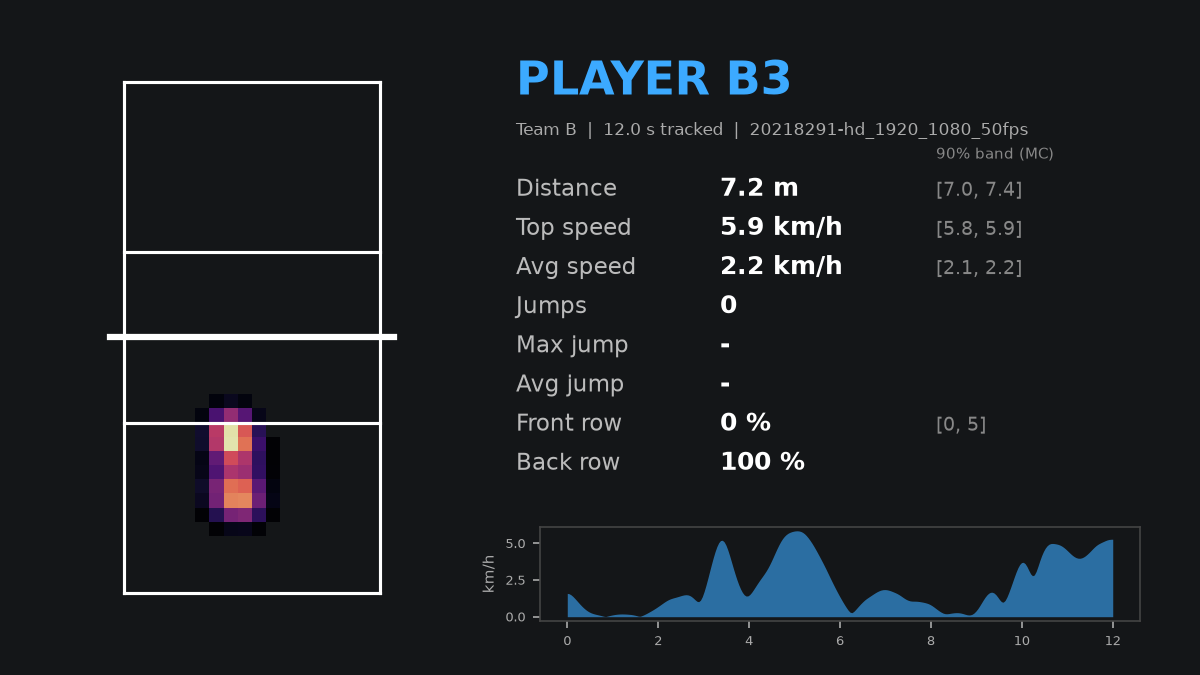 PLAYER B3
Team B | 12.0 s tracked | 20218291-hd_1920_1080_50fps
90% band (MC)
Distance 7.2 m [7.0, 7.4]
Top speed 5.9 km/h [5.8, 5.9]
Avg speed 2.2 km/h [2.1, 2.2]
Jumps 0
Max jump -
Avg jump -
Front row 0 % [0, 5]
Back row 100 %
km/h
5.0
2.5
0.0
0 2 4 6 8 10 12